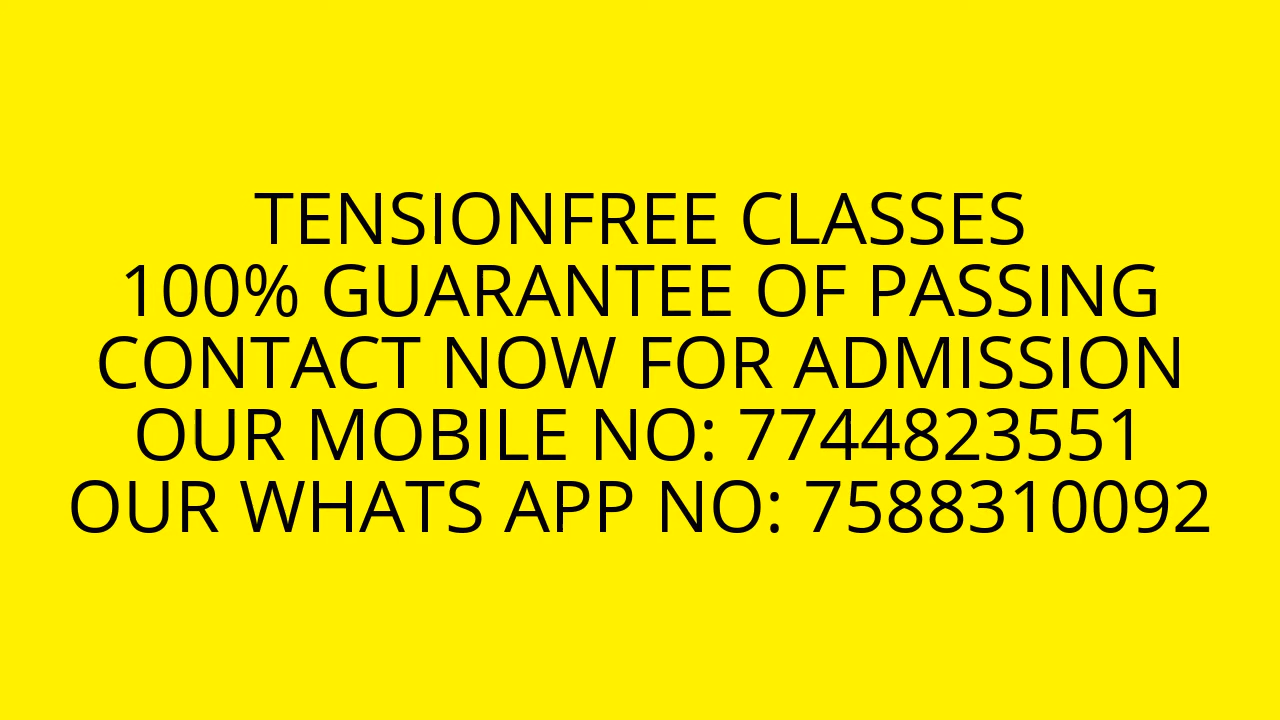 TENSIONFREE CLASSES
100% GUARANTEE OF PASSING
CONTACT NOW FOR ADMISSION
OUR MOBILE NO: 7744823551
OUR WHATS APP NO: 7588310092